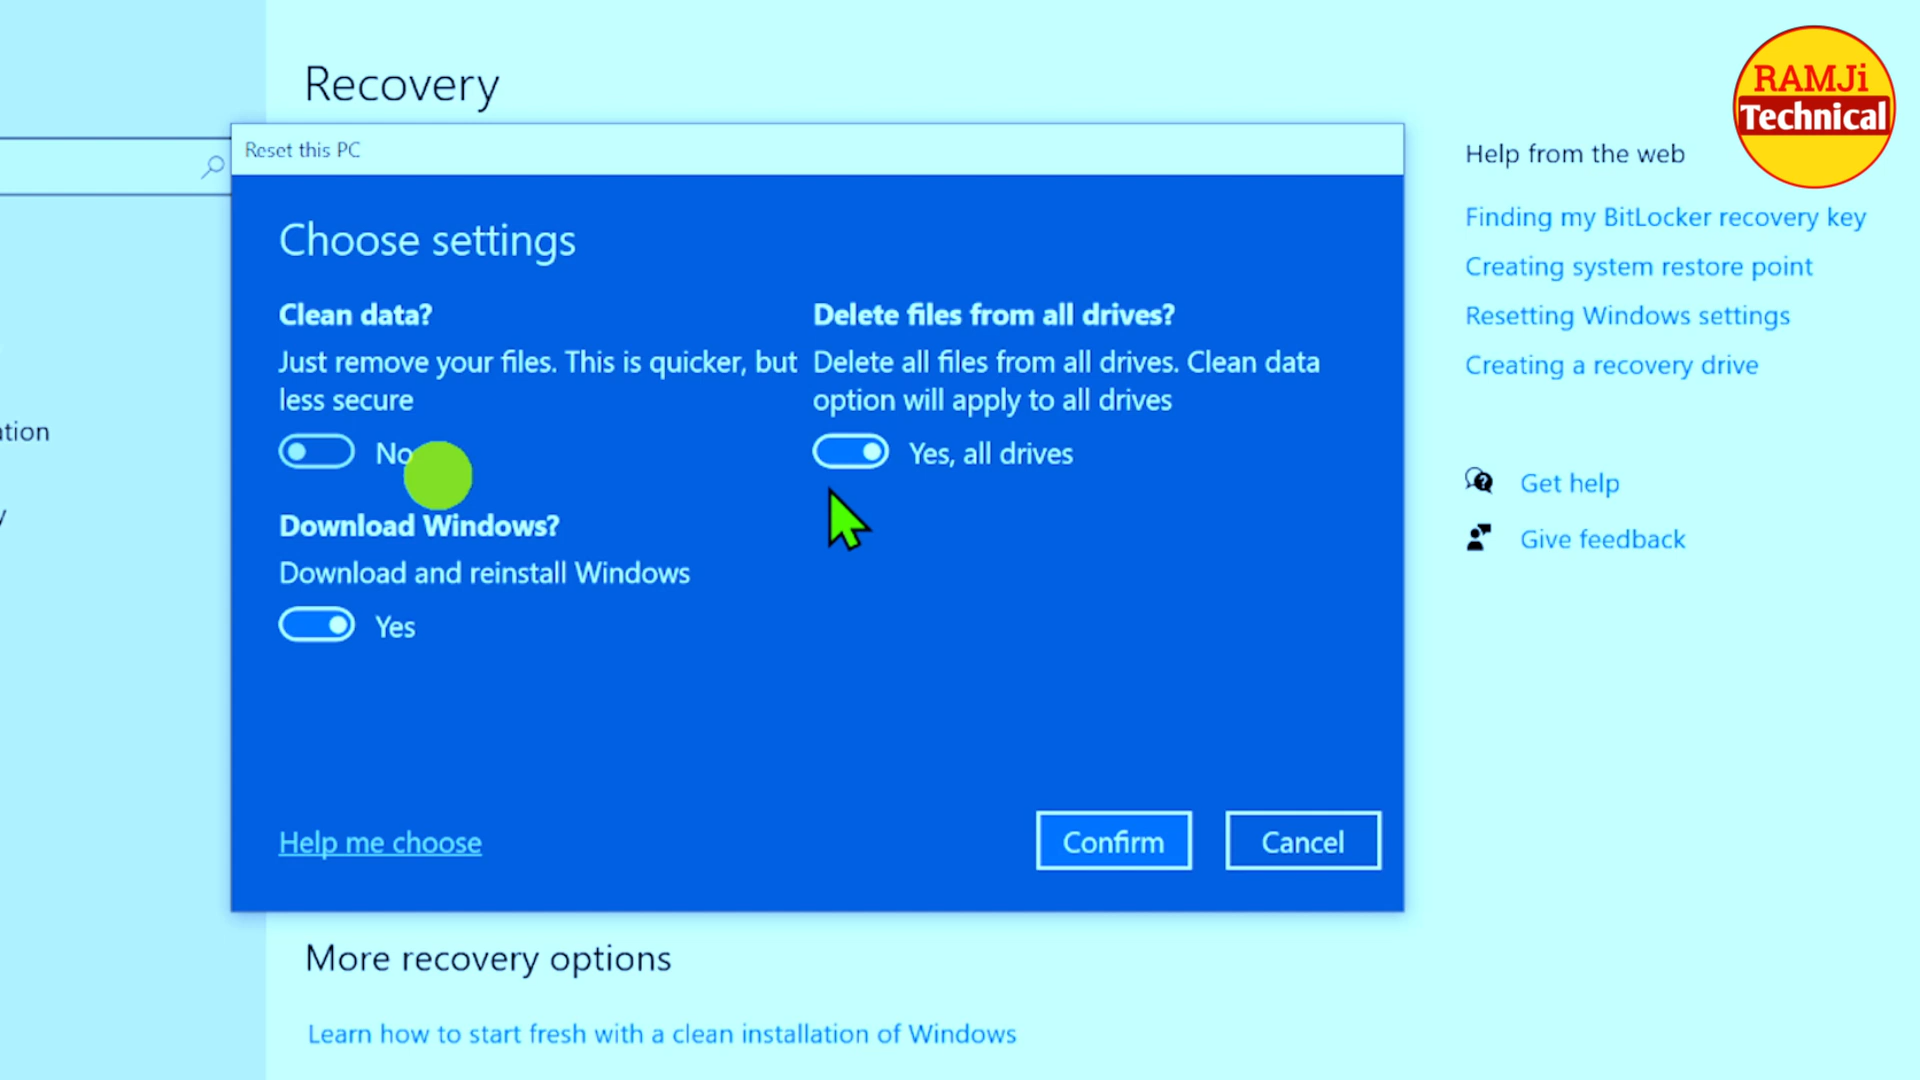 Recovery
RAMJi
Technical
Reset this PC
Help from the web
Finding my BitLocker recovery key
Creating system restore point
Resetting Windows settings
Creating a recovery drive
Get help
Give feedback
Choose settings
Clean data?
Just remove your files. This is quicker, but
less secure
No
Delete files from all drives?
Delete all files from all drives. Clean data
option will apply to all drives
Yes, all drives
Download Windows?
Download and reinstall Windows
Yes
Help me choose
Confirm
Cancel
More recovery options
Learn how to start fresh with a clean installation of Windows